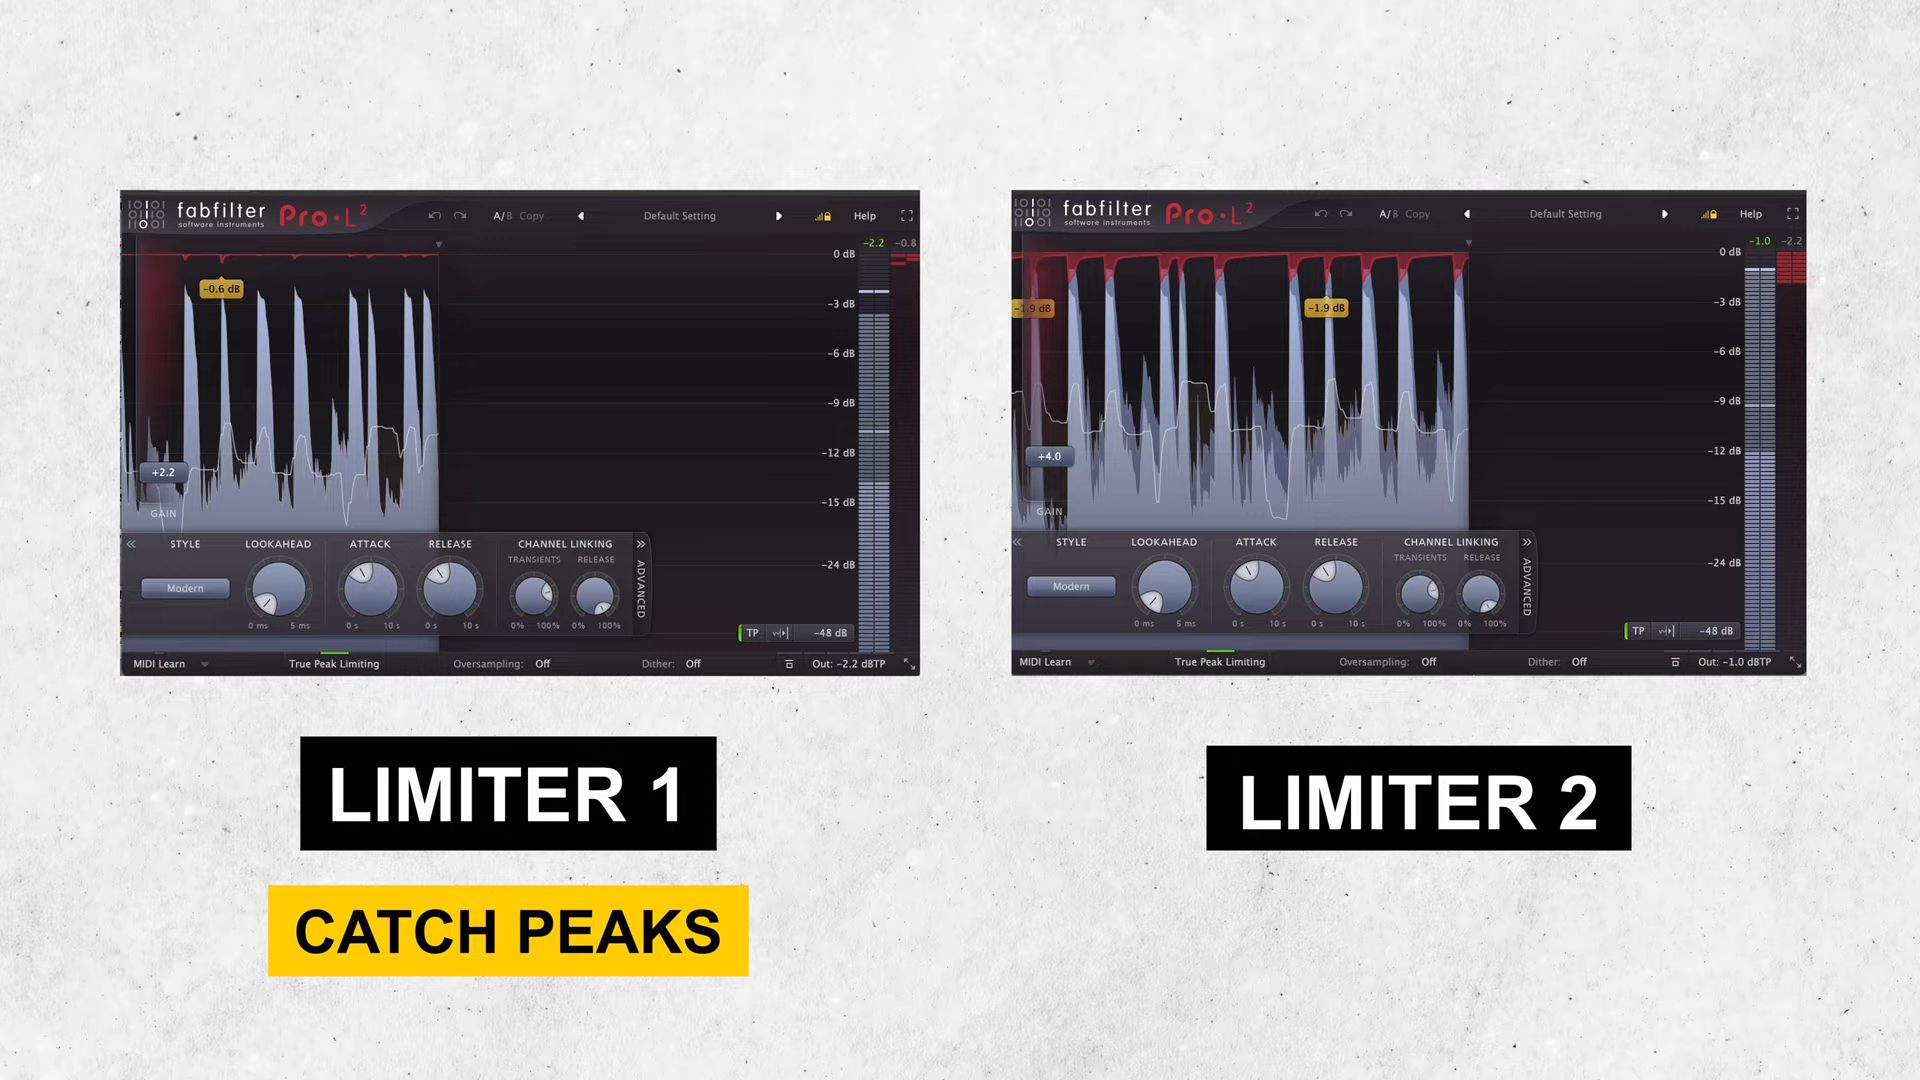 fabfilter
software instruments
Pro·L²
A/B Copy
Default Setting
Help
-2.2 -0.8
0 dB
-0.6 dB
-3 dB
-6 dB
-9 dB
-12 dB
+2.2
-15 dB
GAIN
STYLE LOOKAHEAD ATTACK RELEASE CHANNEL LINKING
TRANSIENTS RELEASE
-24 dB
Modern
ADVANCED
0 ms 5 ms 0 s 10 s 0 s 10 s 0% 100% 0% 100%
TP -48 dB
MIDI Learn True Peak Limiting Oversampling: Off Dither: Off Out: -2.2 dBTP
fabfilter
software instruments
Pro·L²
A/B Copy
Default Setting
Help
-1.0 -2.2
0 dB
-1.9 dB
-1.9 dB
-3 dB
-6 dB
-9 dB
-12 dB
+4.0
-15 dB
GAIN
STYLE LOOKAHEAD ATTACK RELEASE CHANNEL LINKING
TRANSIENTS RELEASE
-24 dB
Modern
ADVANCED
0 ms 5 ms 0 s 10 s 0 s 10 s 0% 100% 0% 100%
TP -48 dB
MIDI Learn True Peak Limiting Oversampling: Off Dither: Off Out: -1.0 dBTP
LIMITER 1
CATCH PEAKS
LIMITER 2